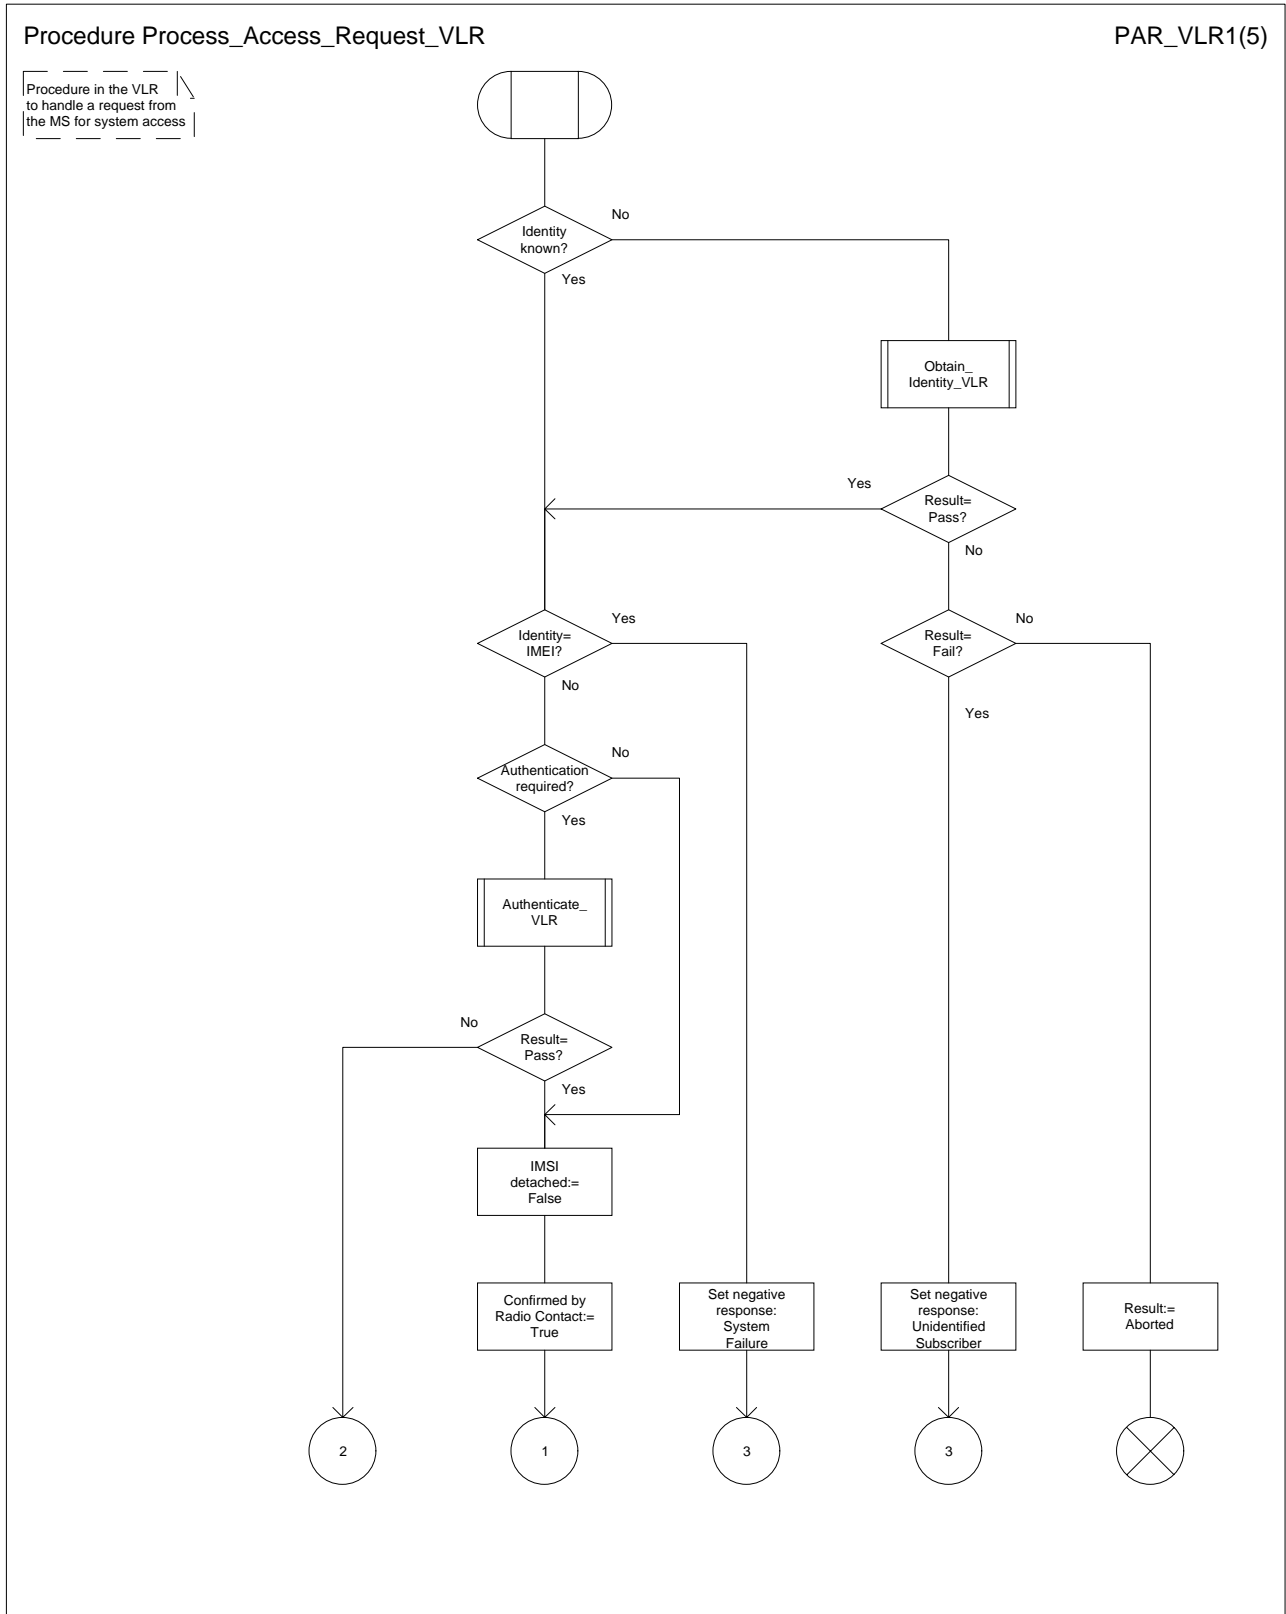 Procedure Process_Access_Request_VLR
PAR_VLR1(5)
Procedure in the VLR
to handle a request from
the MS for system access
No
Identity
known?
Yes
Obtain_
Identity_VLR
Yes
Result=
Pass?
No
Yes
Identity=
IMEI?
No
No
Result=
Fail?
Yes
No
Authentication
required?
Yes
Authenticate_
VLR
No
Result=
Pass?
Yes
IMSI
detached:=
False
Confirmed by
Radio Contact:=
True
Set negative
response:
System
Failure
Set negative
response:
Unidentified
Subscriber
Result:=
Aborted
2
1
3
3